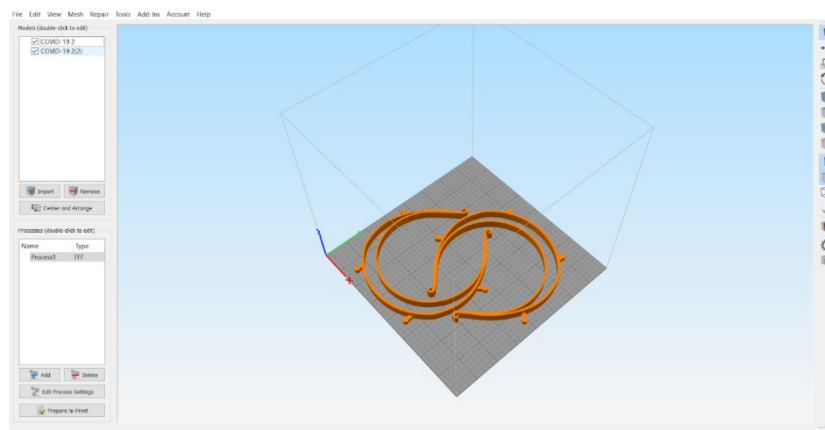 File Edit View Mesh Repair Tools Add-Ins Account Help
Models (double-click to edit)
COVID-19 2
COVID-19 2(2)
Import Remove
Center and Arrange
Processes (double-click to edit)
Name Type
Process1 FFF
Add Delete
Edit Process Settings
Prepare to Print!